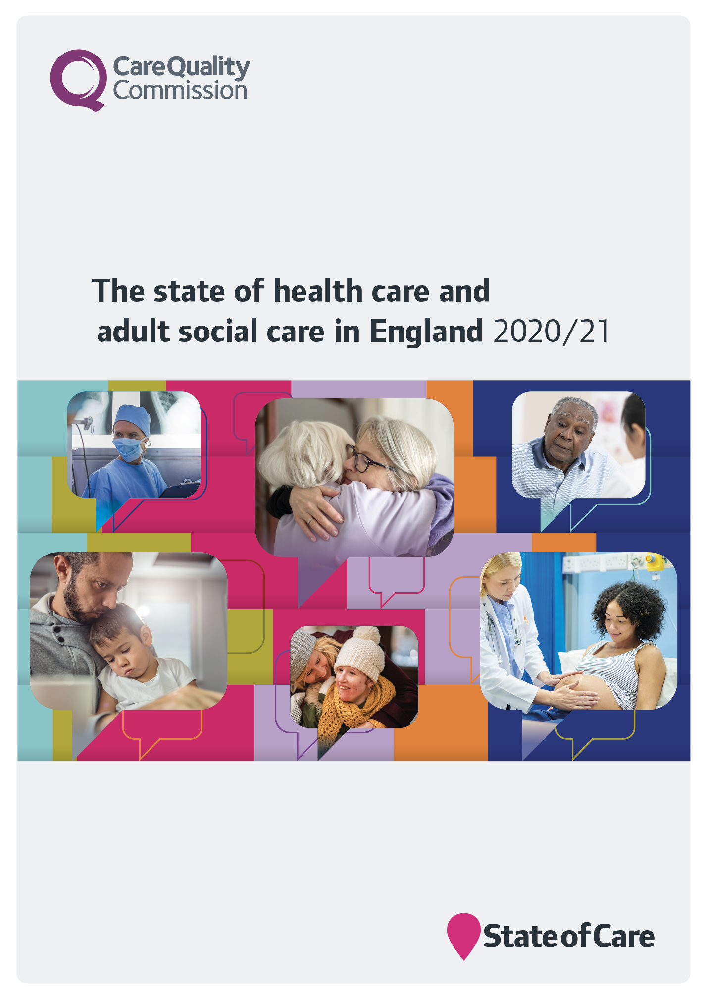 CareQuality
Commission
The state of health care and
adult social care in England 2020/21
StateofCare